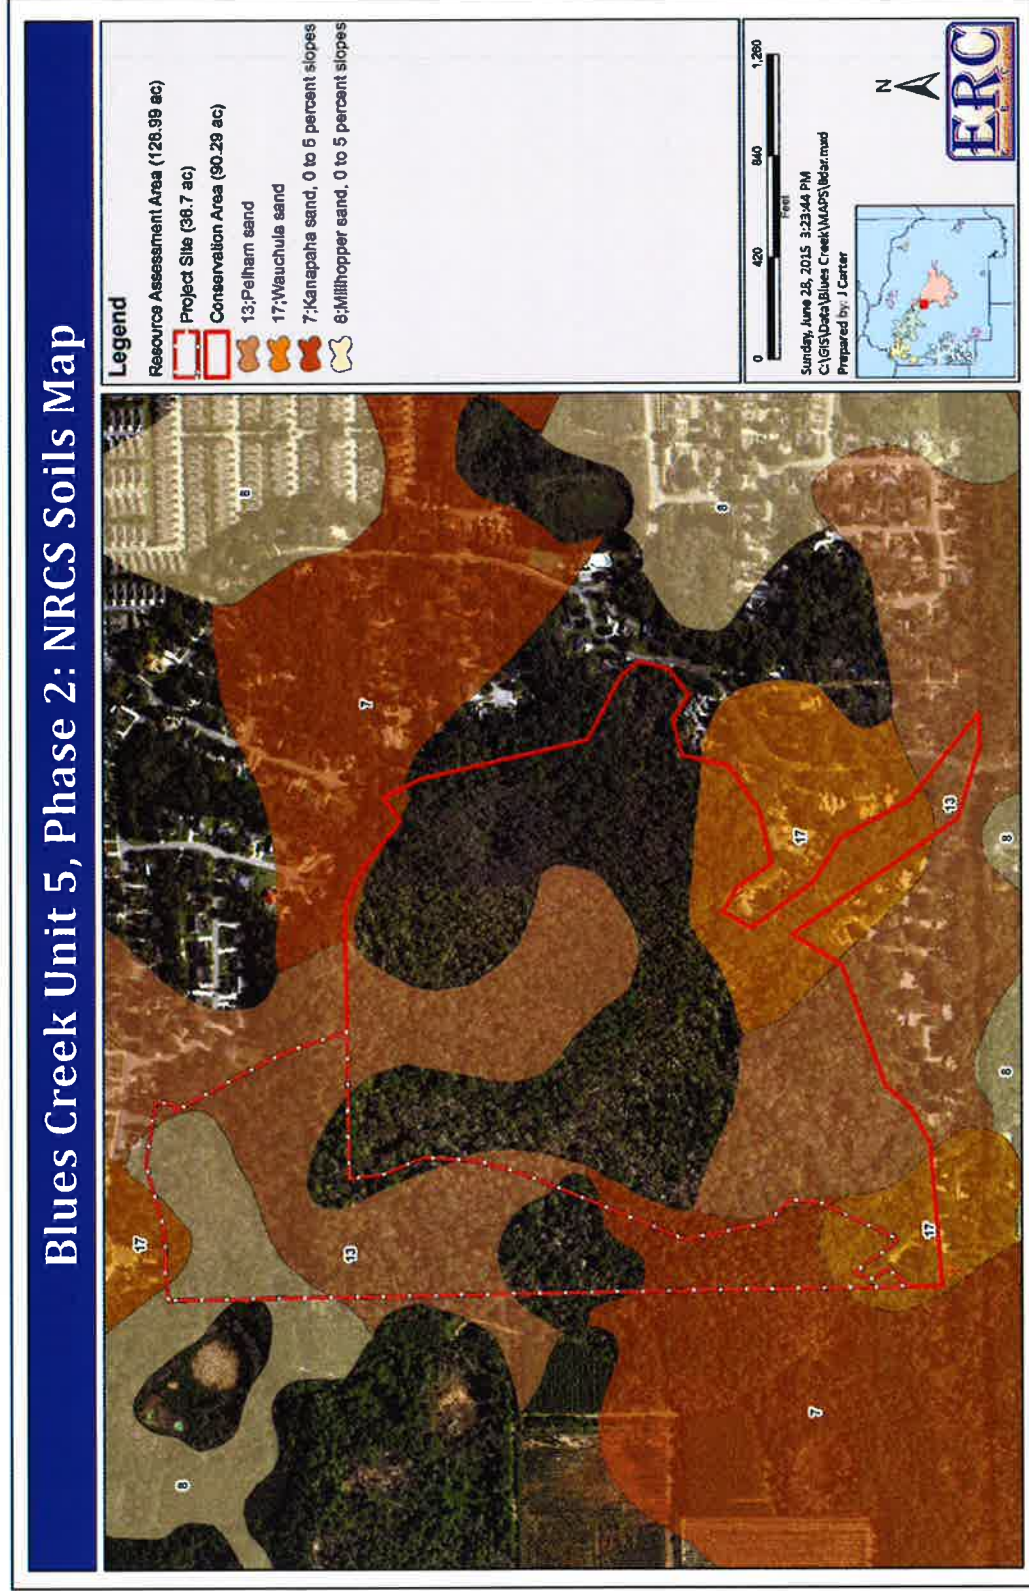 Blues Creek Unit 5, Phase 2: NRCS Soils Map
Legend
Resource Assessment Area (126.99 ac)
Project Site (36.7 ac)
Conservation Area (90.29 ac)
13;Pelham sand
17;Wauchula sand
7;Kanapaha sand, 0 to 5 percent slopes
8;Millhopper sand, 0 to 5 percent slopes
0 420 840 1,260
Feet
Sunday, June 28, 2015 3:23:44 PM
C:\GIS\Data\Blues Creek\MAPS\lidar.mxd
Prepared by: J Carter
N
ERC
8
17
13
7
8
8
17
13
17
8
8
7